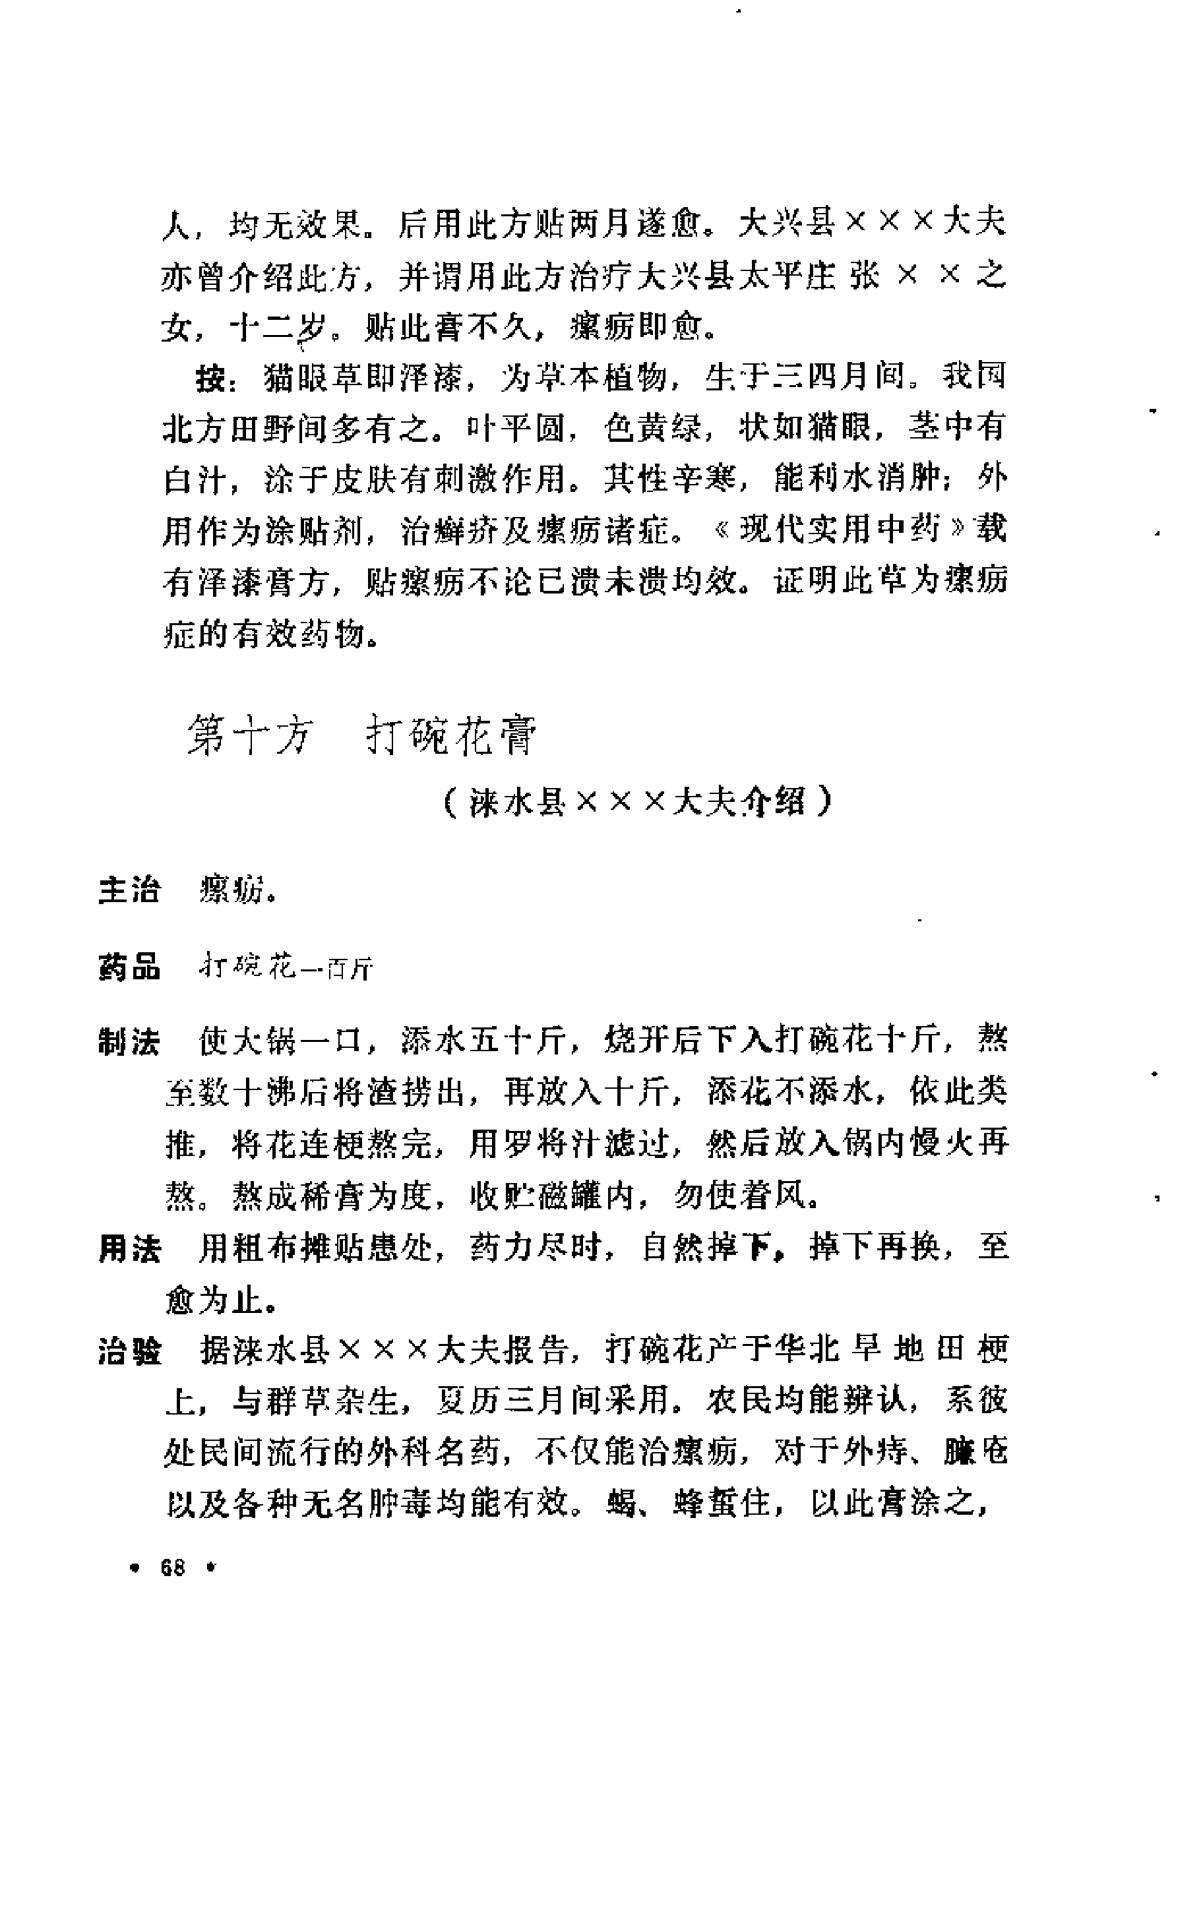 人，均无效果。后用此方贴两月遂愈。大兴县×××大夫
亦曾介绍此方，并谓用此方治疗大兴县太平庄张××之
女，十二岁。贴此膏不久，瘰疬即愈。
按：猫眼草即泽漆，为草本植物，生于三四月间。我国
北方田野间多有之。叶平圆，色黄绿，状如猫眼，茎中有
白汁，涂于皮肤有刺激作用。其性辛寒，能利水消肿；外
用作为涂贴剂，治癣疥及瘰疬诸症。《现代实用中药》载
有泽漆膏方，贴瘰疬不论已溃未溃均效。证明此草为瘰疬
症的有效药物。
第十方　打碗花膏
（涞水县×××大夫介绍）
主治　瘰疬。
药品　打碗花一百斤
制法　使大锅一口，添水五十斤，烧开后下入打碗花十斤，熬
至数十沸后将渣捞出，再放入十斤，添花不添水，依此类
推，将花连梗熬完，用罗将汁滤过，然后放入锅内慢火再
熬。熬成稀膏为度，收贮磁罐内，勿使着风。
用法　用粗布摊贴患处，药力尽时，自然掉下，掉下再换，至
愈为止。
治验　据涞水县×××大夫报告，打碗花产于华北旱地田梗
上，与群草杂生，夏历三月间采用。农民均能辨认，系彼
处民间流行的外科名药，不仅能治瘰疬，对于外痔、臁疮
以及各种无名肿毒均能有效。蝎、蜂蜇住，以此膏涂之，
• 68 •